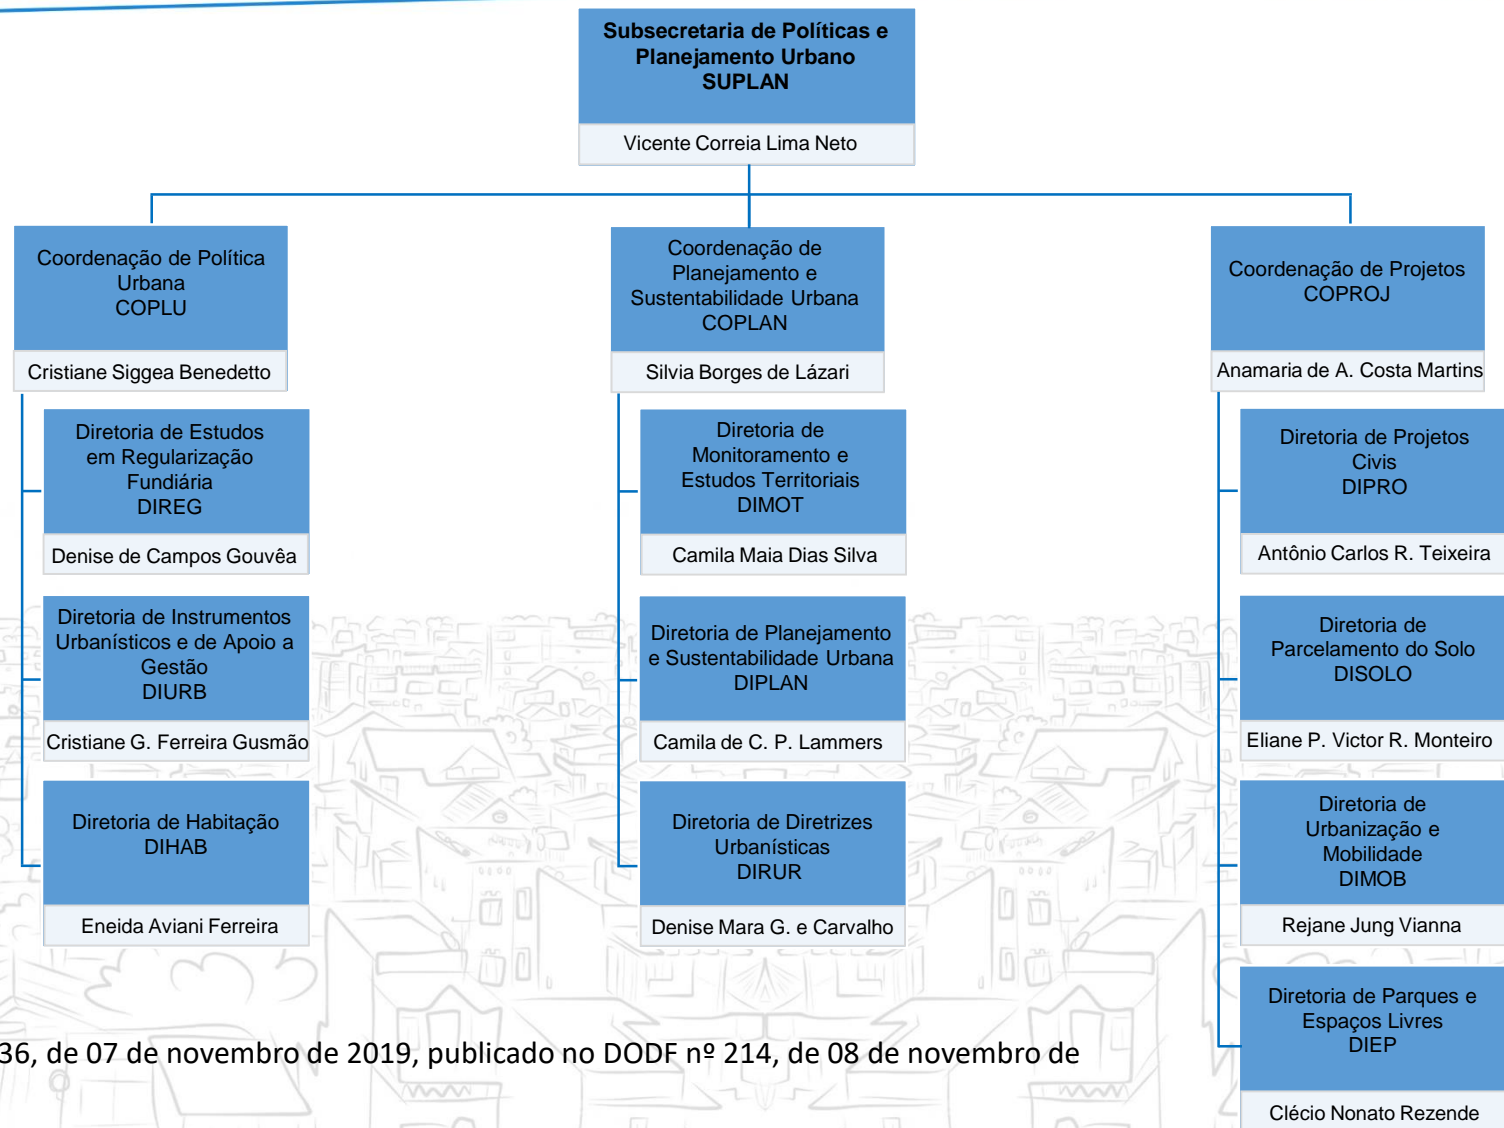 Subsecretaria de Políticas e
Planejamento Urbano
SUPLAN
Vicente Correia Lima Neto
Coordenação de Política
Urbana
COPLU
Cristiane Siggea Benedetto
Diretoria de Estudos
em Regularização
Fundiária
DIREG
Denise de Campos Gouvêa
Diretoria de Instrumentos
Urbanísticos e de Apoio a
Gestão
DIURB
Cristiane G. Ferreira Gusmão
Diretoria de Habitação
DIHAB
Eneida Aviani Ferreira
Coordenação de
Planejamento e
Sustentabilidade Urbana
COPLAN
Silvia Borges de Lázari
Diretoria de
Monitoramento e
Estudos Territoriais
DIMOT
Camila Maia Dias Silva
Diretoria de Planejamento
e Sustentabilidade Urbana
DIPLAN
Camila de C. P. Lammers
Diretoria de Diretrizes
Urbanísticas
DIRUR
Denise Mara G. e Carvalho
Coordenação de Projetos
COPROJ
Anamaria de A. Costa Martins
Diretoria de Projetos
Civis
DIPRO
Antônio Carlos R. Teixeira
Diretoria de
Parcelamento do Solo
DISOLO
Eliane P. Victor R. Monteiro
Diretoria de
Urbanização e
Mobilidade
DIMOB
Rejane Jung Vianna
Diretoria de Parques e
Espaços Livres
DIEP
Clécio Nonato Rezende
36, de 07 de novembro de 2019, publicado no DODF nº 214, de 08 de novembro de